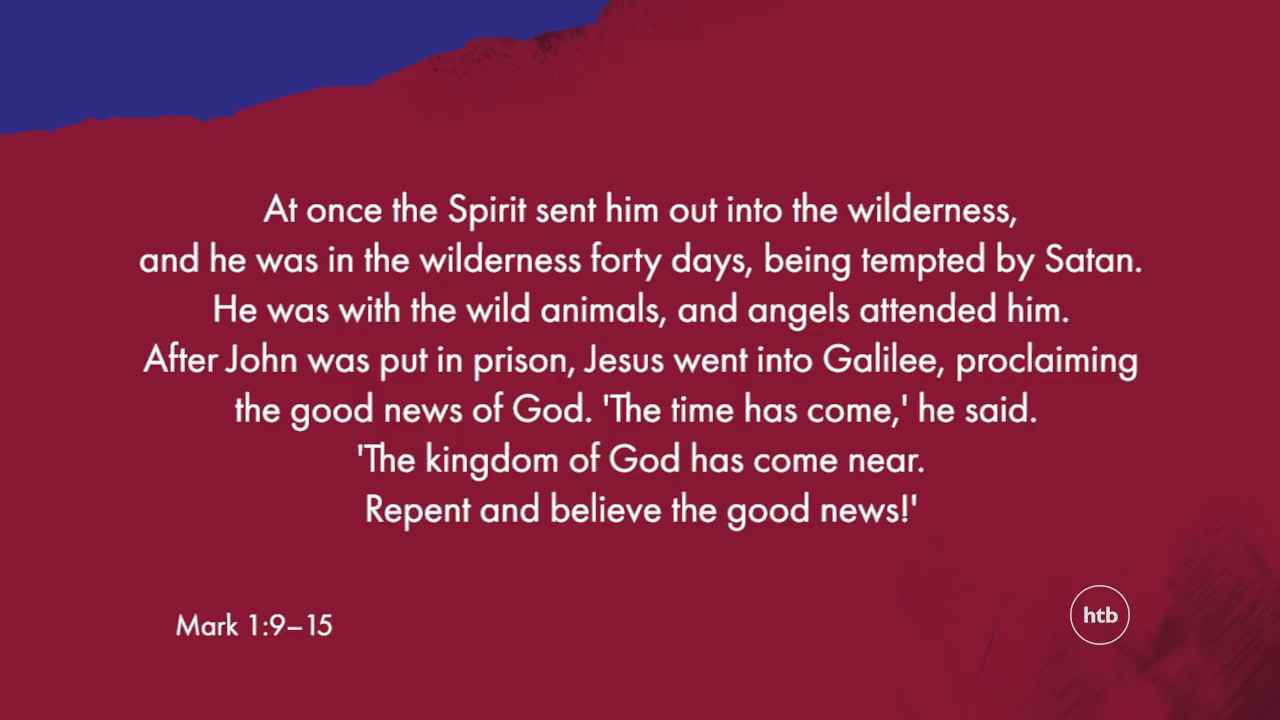 At once the Spirit sent him out into the wilderness,
and he was in the wilderness forty days, being tempted by Satan.
He was with the wild animals, and angels attended him.
After John was put in prison, Jesus went into Galilee, proclaiming
the good news of God. 'The time has come,' he said.
'The kingdom of God has come near.
Repent and believe the good news!'
Mark 1:9–15
htb